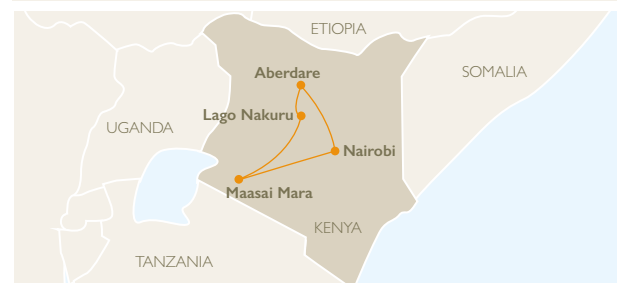 ETIOPIA
Aberdare
SOMALIA
Lago Nakuru
UGANDA
Nairobi
Maasai Mara
KENYA
TANZANIA